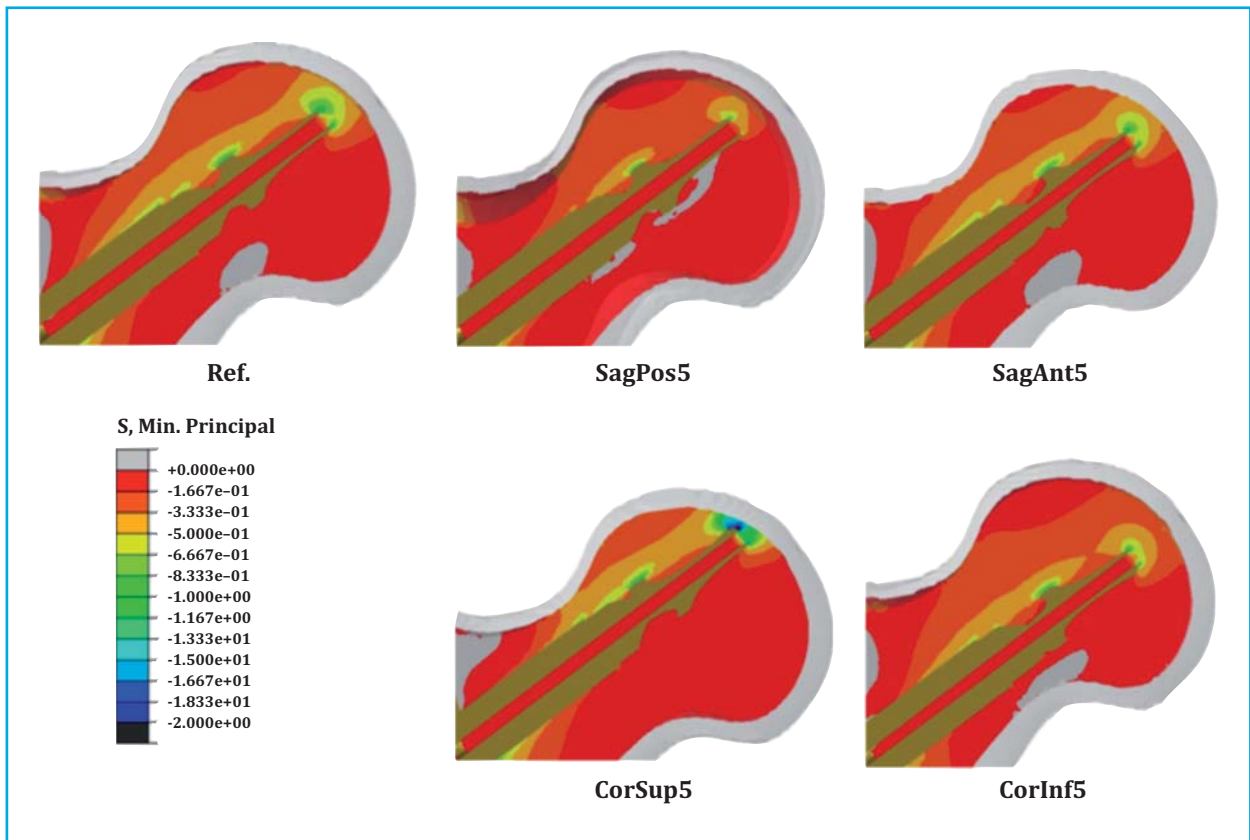 Ref.
SagPos5
SagAnt5
S, Min. Principal
+0.000e+00
-1.667e-01
-3.333e-01
-5.000e-01
-6.667e-01
-8.333e-01
-1.000e+00
-1.167e+00
-1.333e+01
-1.500e+01
-1.667e+01
-1.833e+01
-2.000e+00
CorSup5
CorInf5